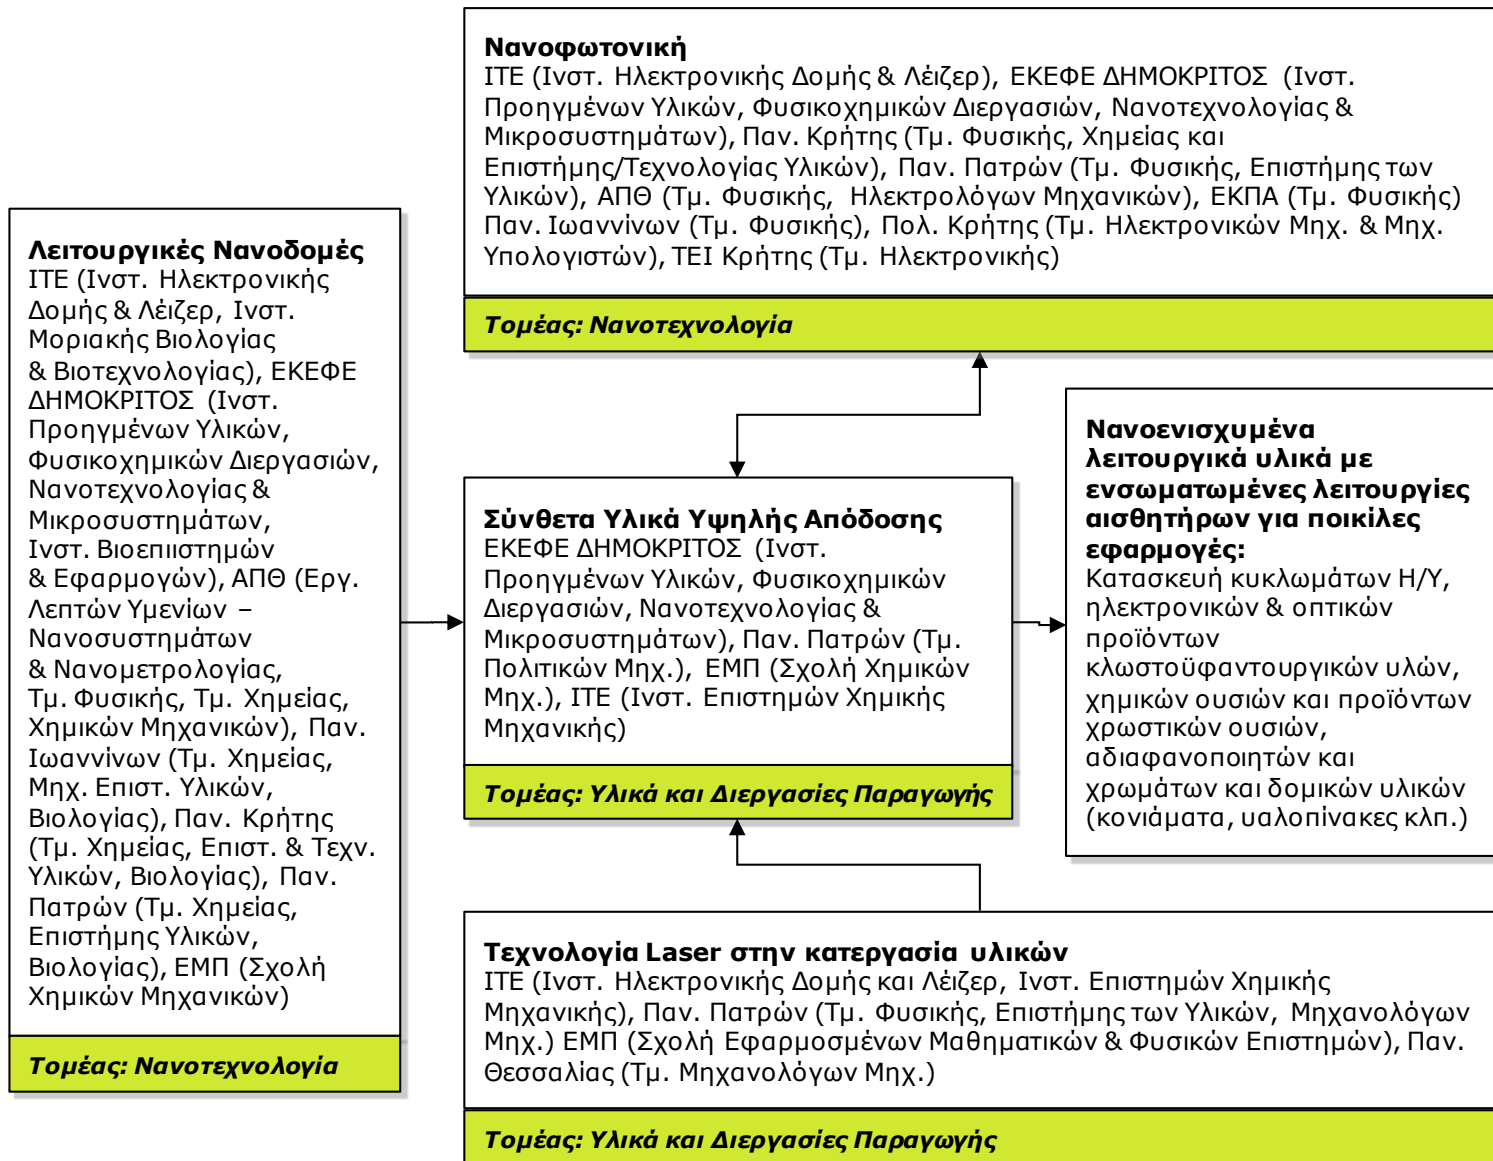 Νανοφωτονική
ΙΤΕ (Ινστ. Ηλεκτρονικής Δομής & Λέιζερ), ΕΚΕΦΕ ΔΗΜΟΚΡΙΤΟΣ (Ινστ.
Προηγμένων Υλικών, Φυσικοχημικών Διεργασιών, Νανοτεχνολογίας &
Μικροσυστημάτων), Παν. Κρήτης (Τμ. Φυσικής, Χημείας και
Επιστήμης/Τεχνολογίας Υλικών), Παν. Πατρών (Τμ. Φυσικής, Επιστήμης των
Υλικών), ΑΠΘ (Τμ. Φυσικής, Ηλεκτρολόγων Μηχανικών), ΕΚΠΑ (Τμ. Φυσικής)
Παν. Ιωαννίνων (Τμ. Φυσικής), Πολ. Κρήτης (Τμ. Ηλεκτρονικών Μηχ. & Μηχ.
Υπολογιστών), ΤΕΙ Κρήτης (Τμ. Ηλεκτρονικής)
Τομέας: Νανοτεχνολογία
Λειτουργικές Νανοδομές
ΙΤΕ (Ινστ. Ηλεκτρονικής
Δομής & Λέιζερ, Ινστ.
Μοριακής Βιολογίας
& Βιοτεχνολογίας), ΕΚΕΦΕ
ΔΗΜΟΚΡΙΤΟΣ (Ινστ.
Προηγμένων Υλικών,
Φυσικοχημικών Διεργασιών,
Νανοτεχνολογίας &
Μικροσυστημάτων,
Ινστ. Βιοεπιιστημών
& Εφαρμογών), ΑΠΘ (Εργ.
Λεπτών Υμενίων –
Νανοσυστημάτων
& Νανομετρολογίας,
Τμ. Φυσικής, Τμ. Χημείας,
Χημικών Μηχανικών), Παν.
Ιωαννίνων (Τμ. Χημείας,
Μηχ. Επιστ. Υλικών,
Βιολογίας), Παν. Κρήτης
(Τμ. Χημείας, Επιστ. & Τεχν.
Υλικών, Βιολογίας), Παν.
Πατρών (Τμ. Χημείας,
Επιστήμης Υλικών,
Βιολογίας), ΕΜΠ (Σχολή
Χημικών Μηχανικών)
Τομέας: Νανοτεχνολογία
Σύνθετα Υλικά Υψηλής Απόδοσης
ΕΚΕΦΕ ΔΗΜΟΚΡΙΤΟΣ (Ινστ.
Προηγμένων Υλικών, Φυσικοχημικών
Διεργασιών, Νανοτεχνολογίας &
Μικροσυστημάτων), Παν. Πατρών (Τμ.
Πολιτικών Μηχ.), ΕΜΠ (Σχολή Χημικών
Μηχ.), ΙΤΕ (Ινστ. Επιστημών Χημικής
Μηχανικής)
Τομέας: Υλικά και Διεργασίες Παραγωγής
Νανοενισχυμένα
λειτουργικά υλικά με
ενσωματωμένες λειτουργίες
αισθητήρων για ποικίλες
εφαρμογές:
Κατασκευή κυκλωμάτων Η/Υ,
ηλεκτρονικών & οπτικών
προϊόντων
κλωστοϋφαντουργικών υλών,
χημικών ουσιών και προϊόντων
χρωστικών ουσιών,
αδιαφανοποιητών και
χρωμάτων και δομικών υλικών
(κονιάματα, υαλοπίνακες κλπ.)
Τεχνολογία Laser στην κατεργασία υλικών
ΙΤΕ (Ινστ. Ηλεκτρονικής Δομής και Λέιζερ, Ινστ. Επιστημών Χημικής
Μηχανικής), Παν. Πατρών (Τμ. Φυσικής, Επιστήμης των Υλικών, Μηχανολόγων
Μηχ.) ΕΜΠ (Σχολή Εφαρμοσμένων Μαθηματικών & Φυσικών Επιστημών), Παν.
Θεσσαλίας (Τμ. Μηχανολόγων Μηχ.)
Τομέας: Υλικά και Διεργασίες Παραγωγής